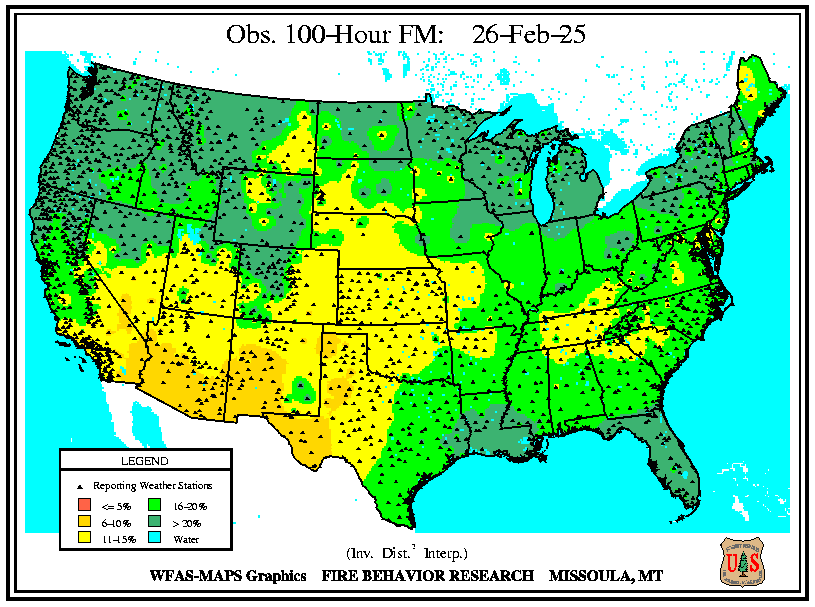 Obs. 100-Hour FM: 26-Feb-25
LEGEND
Reporting Weather Stations
<= 5% 16-20%
6-10% > 20%
11-15% Water
(Inv. Dist.² Interp.)
WFAS-MAPS Graphics FIRE BEHAVIOR RESEARCH MISSOULA, MT
U S